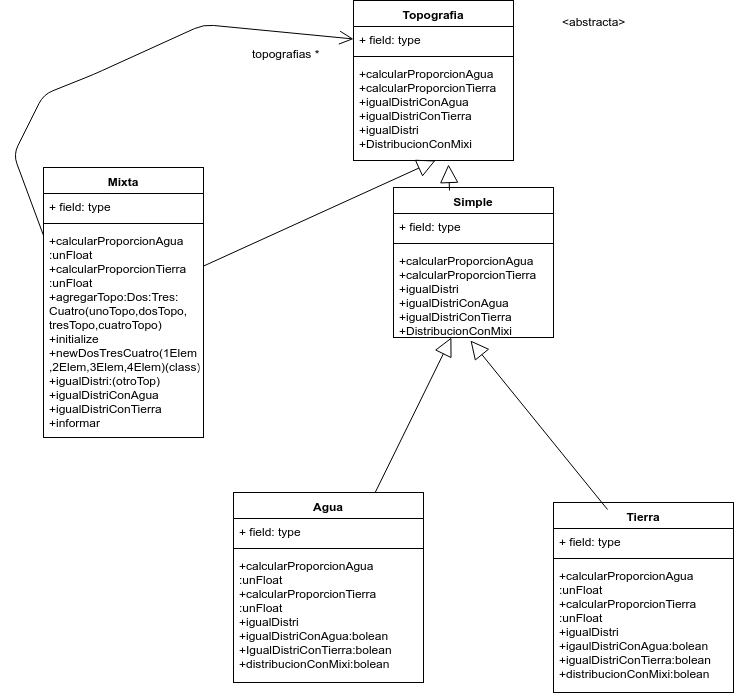 Topografia
<abstracta>
+ field: type
topografias *
+calcularProporcionAgua
+calcularProporcionTierra
+igualDistriConAgua
+igualDistriConTierra
+igualDistri
+DistribucionConMixi
Mixta
+ field: type
+calcularProporcionAgua
:unFloat
+calcularProporcionTierra
:unFloat
+agregarTopo:Dos:Tres:
Cuatro(unoTopo,dosTopo,
tresTopo,cuatroTopo)
+initialize
+newDosTresCuatro(1Elem
,2Elem,3Elem,4Elem)(class)
+igualDistri:(otroTop)
+igualDistriConAgua
+igualDistriConTierra
+informar
Simple
+ field: type
+calcularProporcionAgua
+calcularProporcionTierra
+igualDistri
+igualDistriConAgua
+igualDistriConTierra
+DistribucionConMixi
Agua
+ field: type
+calcularProporcionAgua
:unFloat
+calcularProporcionTierra
:unFloat
+igualDistri
+igualDistriConAgua:bolean
+IgualDistriConTierra:bolean
+distribucionConMixi:bolean
Tierra
+ field: type
+calcularProporcionAgua
:unFloat
+calcularProporcionTierra
:unFloat
+igualDistri
+igaulDistriConAgua:bolean
+igualDistriConTierra:bolean
+distribucionConMixi:bolean